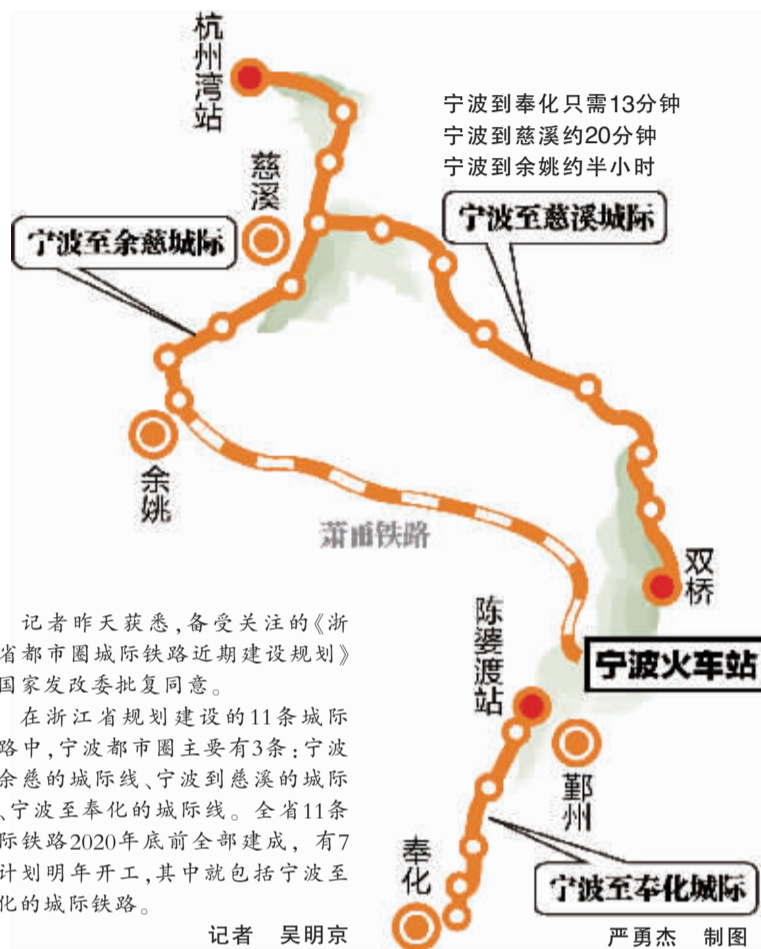 杭州湾站
宁波到奉化只需13分钟
宁波到慈溪约20分钟
宁波到余姚约半小时
慈溪
宁波至慈溪城际
宁波至余慈城际
余姚
萧甬铁路
双桥
陈婆渡站
宁波火车站
鄞州
奉化
宁波至奉化城际
记者昨天获悉,备受关注的《浙
省都市圈城际铁路近期建设规划》
国家发改委批复同意。
在浙江省规划建设的11条城际
路中,宁波都市圈主要有3条:宁波
余慈的城际线、宁波到慈溪的城际
、宁波至奉化的城际线。全省11条
际铁路2020年底前全部建成,有7
计划明年开工,其中就包括宁波至
化的城际铁路。
记者 吴明京
严勇杰 制图